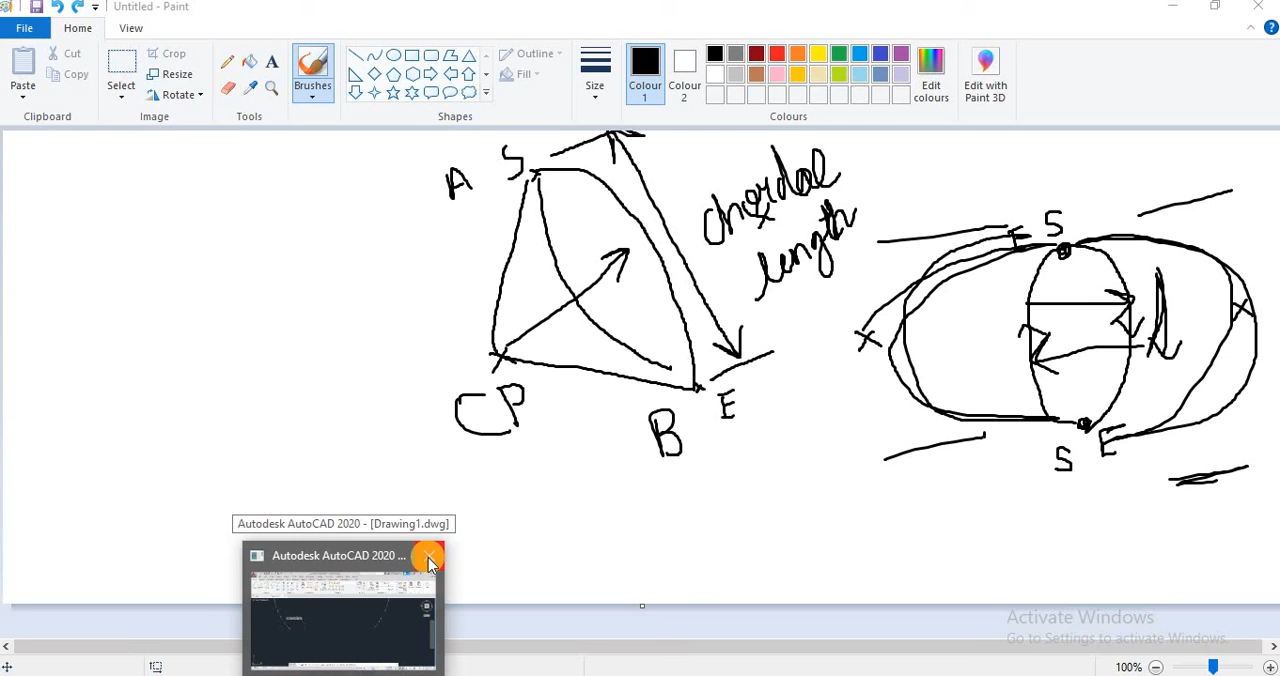 Untitled - Paint
File
Home
View
Paste
Cut
Copy
Clipboard
Select
Crop
Resize
Rotate
Image
A
Tools
Brushes
Shapes
Outline
Fill
Size
Colour
1
Colour
2
Edit
colours
Colours
Edit with
Paint 3D
A
S
chordal
length
CP
B
E
S
S
E
Autodesk AutoCAD 2020 - [Drawing1.dwg]
Autodesk AutoCAD 2020 ...
Activate Windows
Go to Settings to activate Windows.
100%